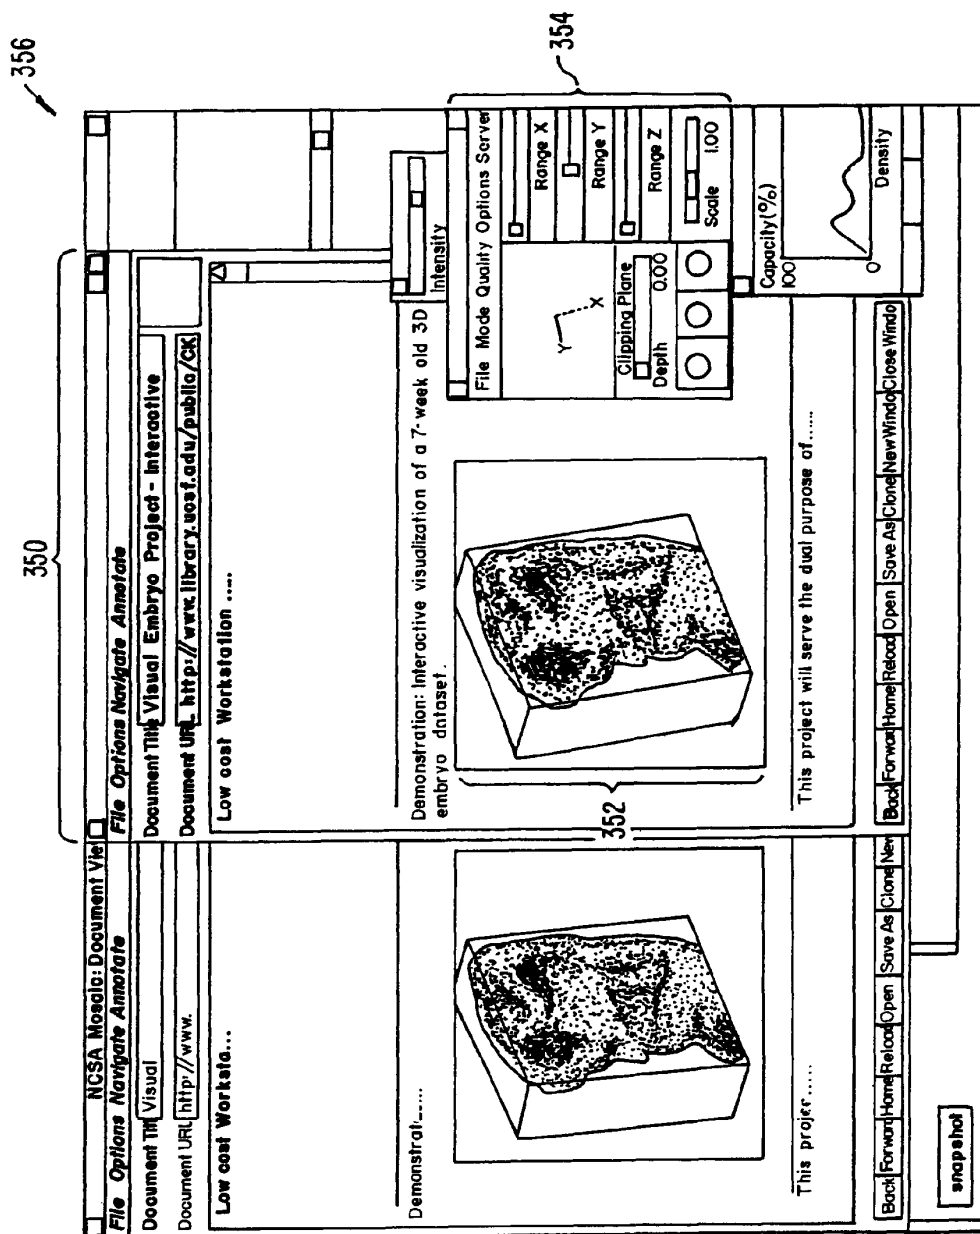 356
350
NCSA Mosaic: Document Vie
File Options Navigate Annotate
Document Titl Visual
Document URL http://www.
Low cost Worksta...
Demonstrat.....
This projec.....
Back Forward Home Reload Open Save As Clone New
File Options Navigate Annotate
Document Title Visual Embryo Project - Interactive
Document URL http://www.library.ucsf.edu/public/CK
Low cost Workstation .....
Demonstration: Interactive visualization of a 7-week old 3D
embryo dataset.
352
This project will serve the dual purpose of......
Back Forward Home Reload Open Save As Clone New Windo Close Windo
Intensity
354
File Mode Quality Options Server
Y
X
Range X
Range Y
Range Z
Clipping Plane
Depth 0.00
Scale 1.00
Capacity(%)
100
0
Density
snapshot